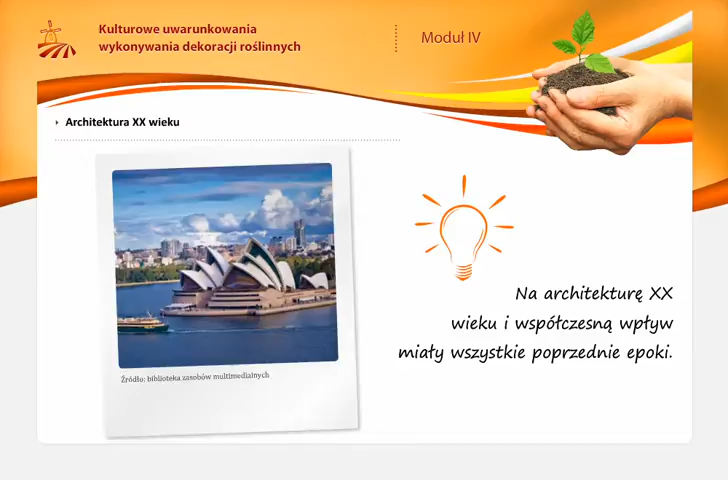 Kulturowe uwarunkowania
wykonywania dekoracji roślinnych
Moduł IV
Architektura XX wieku
Źródło: biblioteka zasobów multimedialnych
Na architekturę XX
wieku i współczesną wpływ
miały wszystkie poprzednie epoki.